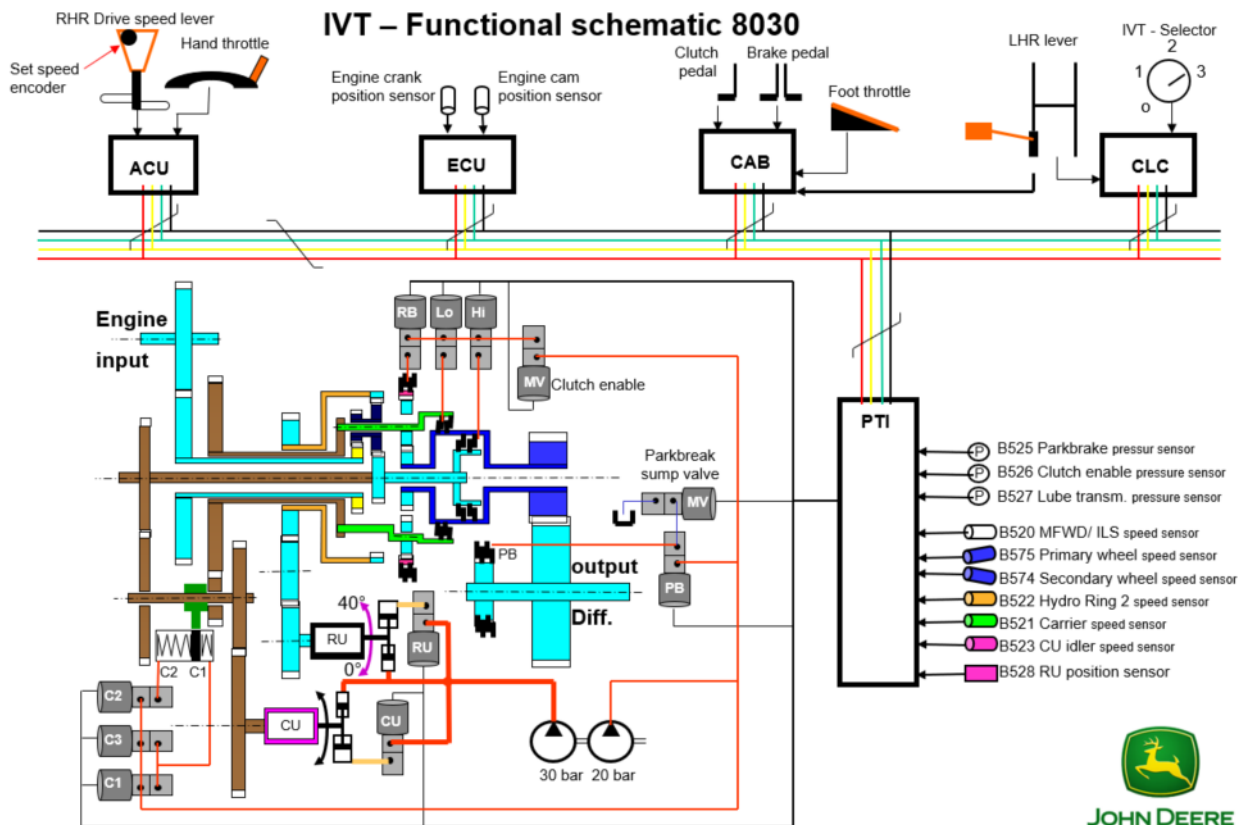 IVT – Functional schematic 8030
RHR Drive speed lever
Hand throttle
Set speed
encoder
Engine crank
position sensor
Engine cam
position sensor
Clutch
pedal
Brake pedal
Foot throttle
LHR lever
IVT - Selector
2
1
3
o
ACU
ECU
CAB
CLC
Engine
input
RB
Lo
Hi
MV
Clutch enable
PTI
Parkbreak
sump valve
MV
PB
PB
output
Diff.
40°
RU
0°
RU
C2
C1
C2
C3
C1
CU
CU
30 bar
20 bar
P
B525 Parkbrake pressur sensor
P
B526 Clutch enable pressure sensor
P
B527 Lube transm. pressure sensor
B520 MFWD/ ILS speed sensor
B575 Primary wheel speed sensor
B574 Secondary wheel speed sensor
B522 Hydro Ring 2 speed sensor
B521 Carrier speed sensor
B523 CU idler speed sensor
B528 RU position sensor
JOHN DEERE